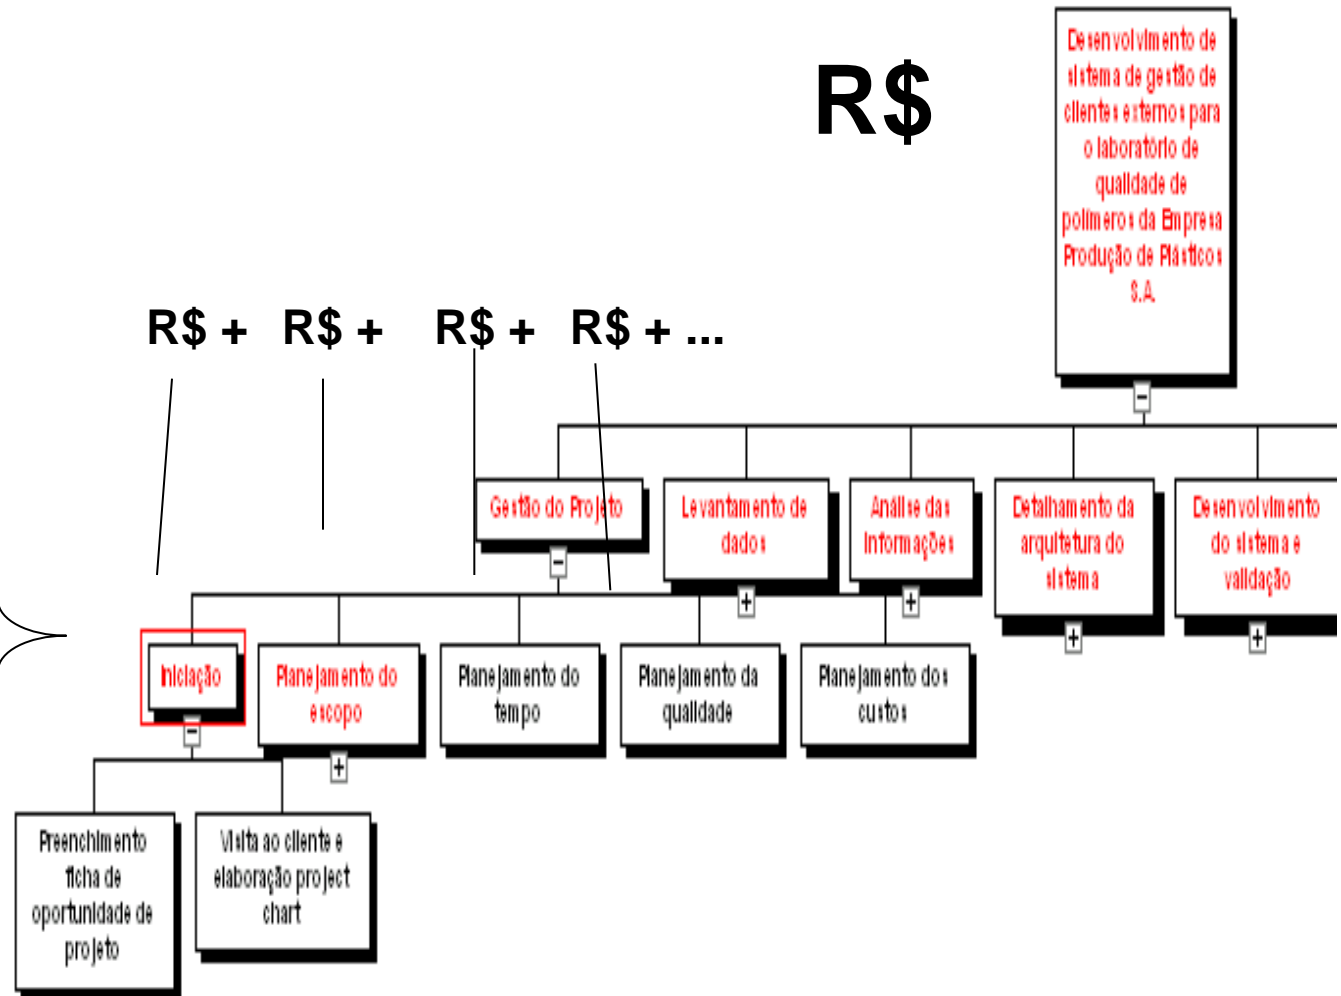 R$
Desenvolvimento de
sistema de gestão de
clientes externos para
o laboratório de
qualidade de
polímeros da Empresa
Produção de Plásticos
S.A.
R$ + R$ + R$ + R$ + ...
Gestão do Projeto
Levantamento de
dados
Análise das
Informações
Detalhamento da
arquitetura do
sistema
Desenvolvimento
do sistema e
validação
Iniciação
Planejamento do
escopo
Planejamento do
tempo
Planejamento da
qualidade
Planejamento dos
custos
Preenchimento
ficha de
oportunidade de
projeto
Visita ao cliente e
elaboração project
chart